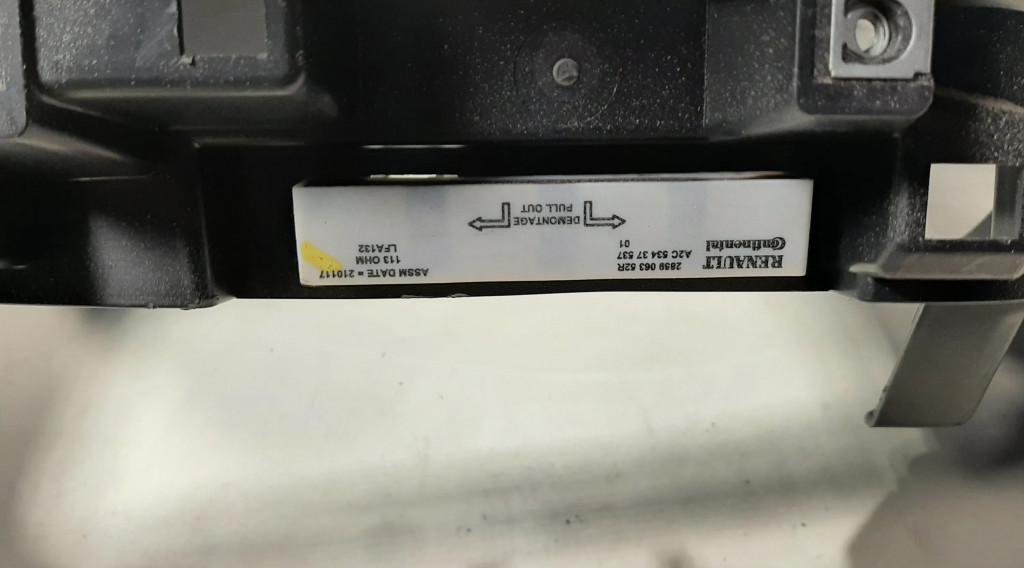 RENAULT
Continental
2859 063 52R
A2C 534 37 537
01
DEMONTAGE
PULL OUT
ASSM DATE = 210117
113 OHM
LFA132